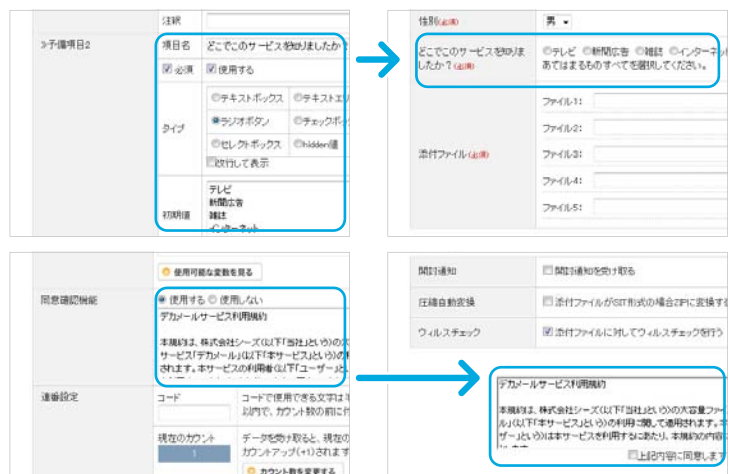 注釈
≫予備項目2
項目名 どこでこのサービスを知りましたか?
必須 使用する
タイプ
テキストボックス テキストエリ
ラジオボタン チェックボッ
セレクトボックス hidden値
改行して表示
初期値
テレビ
新聞広告
雑誌
インターネット
性別(必須) 男
どこでこのサービスを知りま
したか?(必須)
テレビ 新聞広告 雑誌 インターネッ
あてはまるものすべてを選択してください。
添付ファイル(必須)
ファイル1:
ファイル2:
ファイル3:
ファイル4:
ファイル5:
使用可能な変数を見る
同意確認機能
使用する 使用しない
デカメールサービス利用規約
本規約は、株式会社シーズ(以下「当社」という)の大
サービス「デカメール」(以下「本サービス」という)の利
されます。本サービスの利用者(以下「ユーザー」と
連番設定
コード
コードで使用できる文字は半
以内で、カウント数の前に付
現在のカウント
1
データを受け取ると、現在の
カウントアップ(+1)されます
カウント数を変更する
開封通知 開封通知を受け取る
圧縮自動変換 添付ファイルがSIT形式の場合ZIPに変換す
ウィルスチェック 添付ファイルに対してウィルスチェックを行う
デカメールサービス利用規約
本規約は、株式会社シーズ(以下「当社」という)の大容量ファー
ル」(以下「本サービス」という)の利用に関して適用されます。本
ザー」という)は本サービスを利用するにあたり、本規約の内容
上記内容に同意します